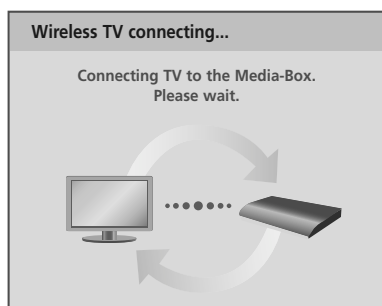 Wireless TV connecting...
Connecting TV to the Media-Box.
Please wait.